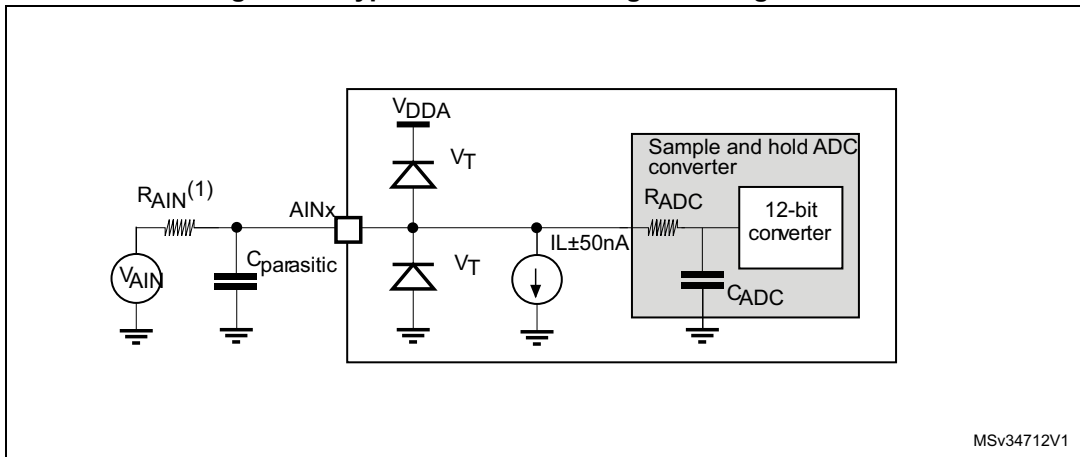 VDDA
VT
Sample and hold ADC
converter
RAIN(1)
AINx
RADC
12-bit
converter
IL±50nA
VAIN
Cparasitic
VT
CADC
MSv34712V1